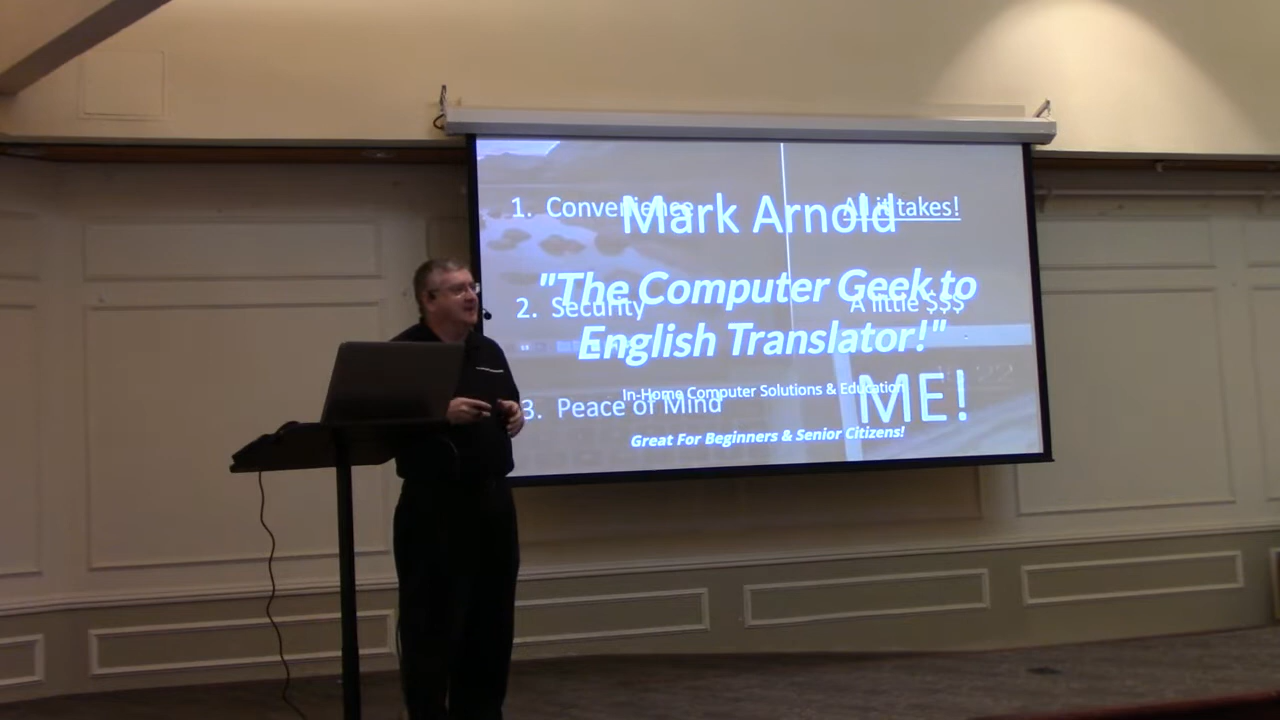 1. Convenience
All it takes!
Mark Arnold
"The Computer Geek to
English Translator!"
2. Security
A little $$$
In-Home Computer Solutions & Education
3. Peace of Mind
ME!
Great For Beginners & Senior Citizens!